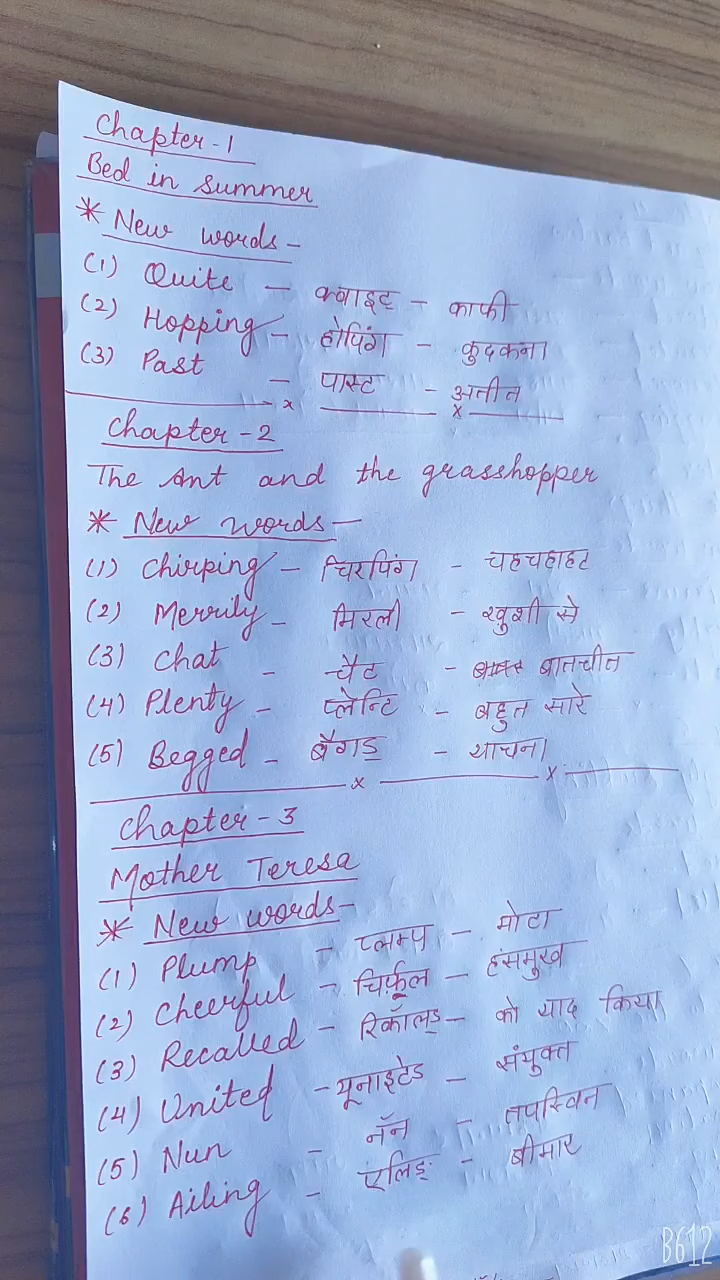 Chapter-1
Bed in summer
* New words -
(1) Quite - क्वाइट - काफी
(2) Hopping - होपिंग - कुदकना
(3) Past - पास्ट - अतीत
Chapter-2
The Ant and the grasshopper
* New words -
(1) Chirping - चिरपिंग - चहचहाहट
(2) Merrily - मिरली - खुशी से
(3) Chat - चैट - बातचीत
(4) Plenty - प्लेन्टि - बहुत सारे
(5) Begged - बैगड् - याचना
Chapter-3
Mother Teresa
* New words -
(1) Plump - प्लम्प - मोटा
(2) Cheerful - चिर्फ़ूल - हंसमुख
(3) Recalled - रिकॉल्ड् - को याद किया
(4) United - यूनाइटेड - संयुक्त
(5) Nun - नॅन - तपस्विन
(6) Ailing - एलिङ् - बीमार
B612